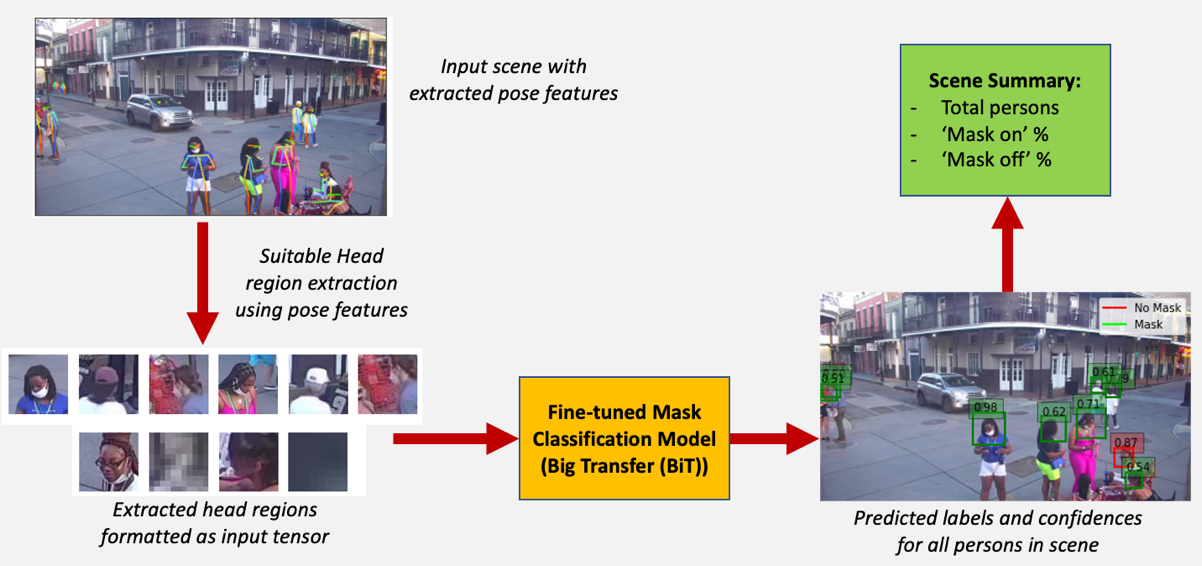 Input scene with
extracted pose features
Suitable Head
region extraction
using pose features
Extracted head regions
formatted as input tensor
Fine-tuned Mask
Classification Model
(Big Transfer (BiT))
Scene Summary:
- Total persons
- ‘Mask on’ %
- ‘Mask off’ %
No Mask
Mask
0.51
0.61
0.98
0.62
0.71
0.87
0.54
Predicted labels and confidences
for all persons in scene